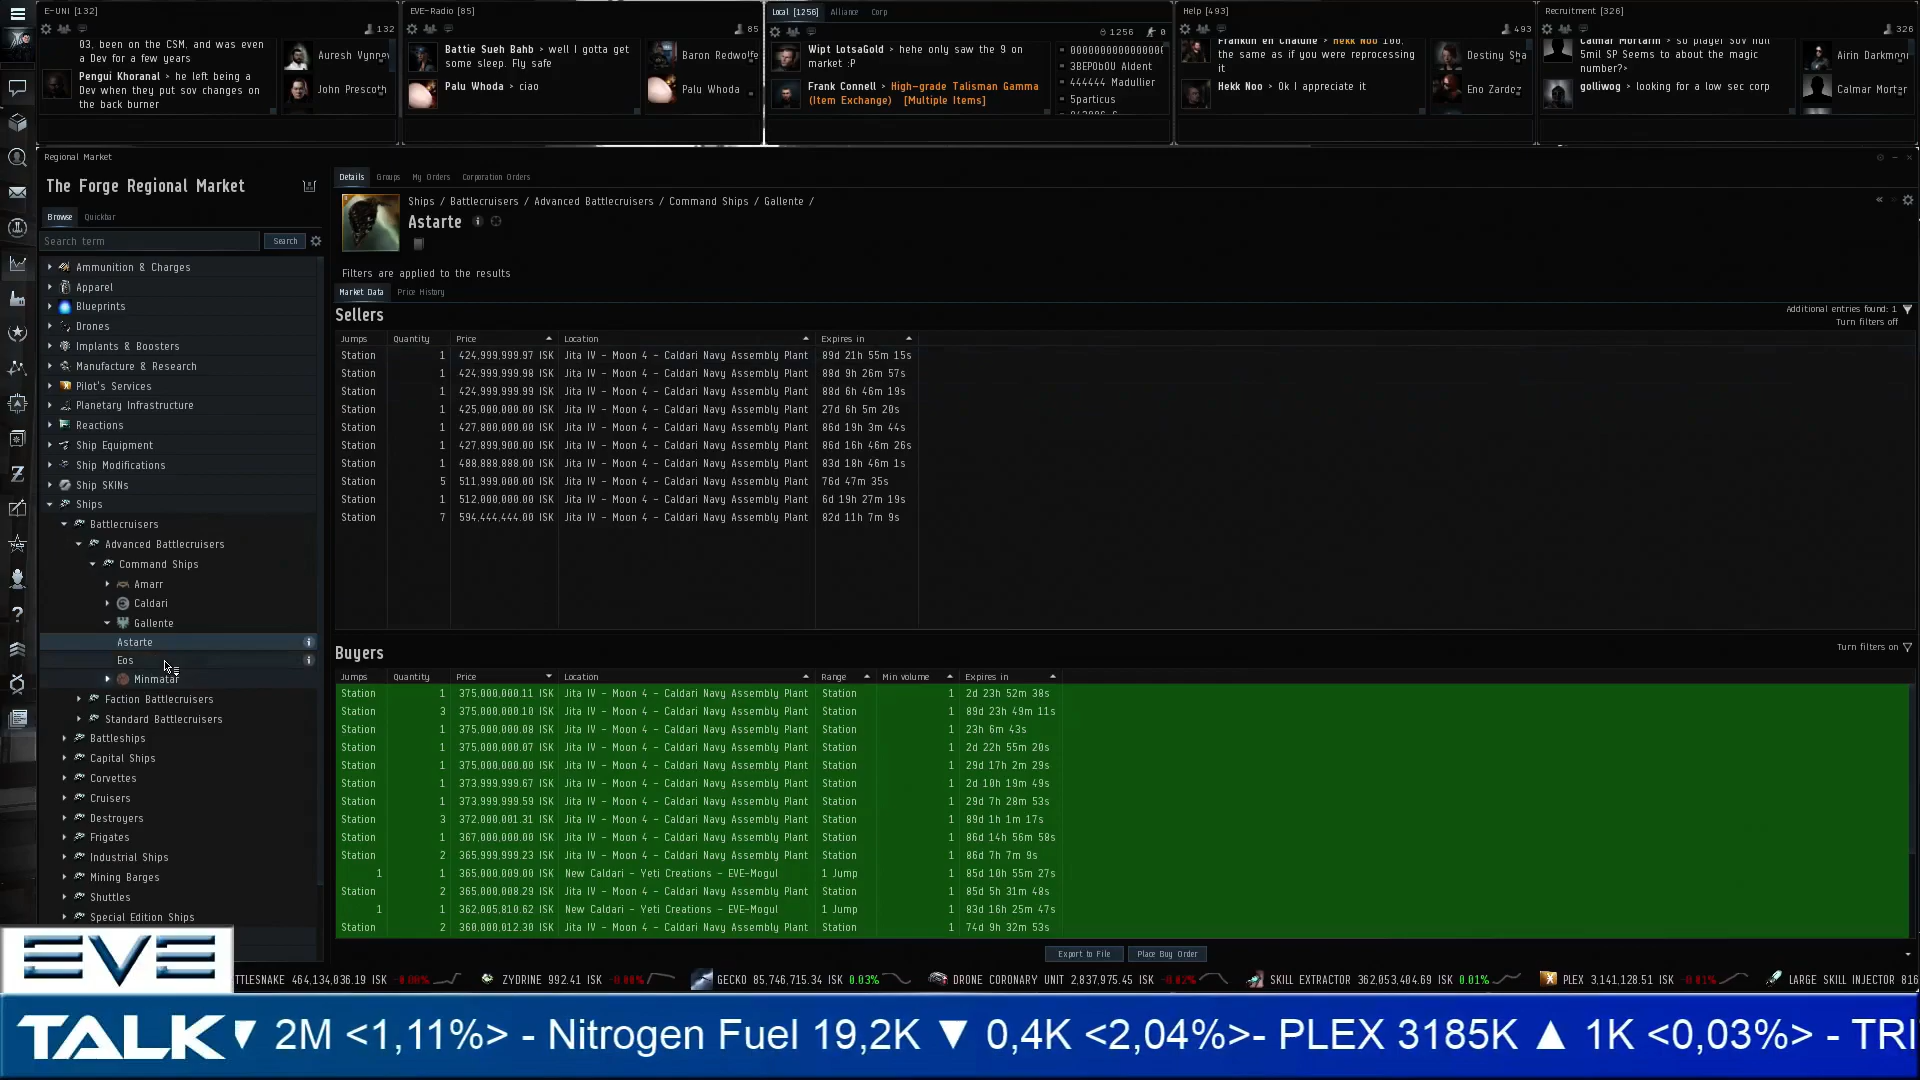 E-UNI [132]
132
03, been on the CSM, and was even
a Dev for a few years
Pengui Khoranal > he left being a
Dev when they put sov changes on
the back burner
Auresh Vynne
John Prescott
EVE-Radio [85]
85
Battie Sueh Bahb > well I gotta get
some sleep. Fly safe
Palu Whoda > ciao
Baron Redwolfe
Palu Whoda
Local [1256] Alliance Corp
1256 0
Wipt LotsaGold > hehe only saw the 9 on
market :P
Frank Connell > High-grade Talisman Gamma
(Item Exchange) [Multiple Items]
3BEPObOU Aldent
444444 Madullier
5particus
Help [493]
493
Franklin en Chalune > Hekk Noo Too,
the same as if you were reprocessing
it
Hekk Noo > Ok I appreciate it
Destiny Sha
Eno Zardoz
Recruitment [326]
326
Calmar Mortarin > so player sov null
5mil SP Seems to about the magic
number?>
golliwog > looking for a low sec corp
Airin Darkmoon
Calmar Mortar
Regional Market
The Forge Regional Market
Browse Quickbar
Search term Search
Ammunition & Charges
Apparel
Blueprints
Drones
Implants & Boosters
Manufacture & Research
Pilot's Services
Planetary Infrastructure
Reactions
Ship Equipment
Ship Modifications
Ship SKINs
Ships
Battlecruisers
Advanced Battlecruisers
Command Ships
Amarr
Caldari
Gallente
Astarte
Eos
Minmatar
Faction Battlecruisers
Standard Battlecruisers
Battleships
Capital Ships
Corvettes
Cruisers
Destroyers
Frigates
Industrial Ships
Mining Barges
Shuttles
Special Edition Ships
Details Groups My Orders Corporation Orders
Ships / Battlecruisers / Advanced Battlecruisers / Command Ships / Gallente /
Astarte
Filters are applied to the results
Market Data Price History
Sellers
Additional entries found: 1
Turn filters off
Jumps Quantity Price Location Expires in
Station 1 424,999,999.97 ISK Jita IV - Moon 4 - Caldari Navy Assembly Plant 89d 21h 55m 15s
Station 1 424,999,999.98 ISK Jita IV - Moon 4 - Caldari Navy Assembly Plant 88d 9h 26m 57s
Station 1 424,999,999.99 ISK Jita IV - Moon 4 - Caldari Navy Assembly Plant 88d 6h 46m 19s
Station 1 425,000,000.00 ISK Jita IV - Moon 4 - Caldari Navy Assembly Plant 27d 6h 5m 20s
Station 1 427,800,000.00 ISK Jita IV - Moon 4 - Caldari Navy Assembly Plant 86d 19h 3m 44s
Station 1 427,899,900.00 ISK Jita IV - Moon 4 - Caldari Navy Assembly Plant 86d 16h 46m 26s
Station 1 488,888,888.00 ISK Jita IV - Moon 4 - Caldari Navy Assembly Plant 83d 18h 46m 1s
Station 5 511,999,000.00 ISK Jita IV - Moon 4 - Caldari Navy Assembly Plant 76d 47m 35s
Station 1 512,000,000.00 ISK Jita IV - Moon 4 - Caldari Navy Assembly Plant 6d 19h 27m 19s
Station 7 594,444,444.00 ISK Jita IV - Moon 4 - Caldari Navy Assembly Plant 82d 11h 7m 9s
Buyers
Turn filters on
Jumps Quantity Price Location Range Min volume Expires in
Station 1 375,000,000.11 ISK Jita IV - Moon 4 - Caldari Navy Assembly Plant Station 1 2d 23h 52m 38s
Station 3 375,000,000.10 ISK Jita IV - Moon 4 - Caldari Navy Assembly Plant Station 1 89d 23h 49m 11s
Station 1 375,000,000.08 ISK Jita IV - Moon 4 - Caldari Navy Assembly Plant Station 1 23h 6m 43s
Station 1 375,000,000.07 ISK Jita IV - Moon 4 - Caldari Navy Assembly Plant Station 1 2d 22h 55m 20s
Station 1 375,000,000.00 ISK Jita IV - Moon 4 - Caldari Navy Assembly Plant Station 1 29d 17h 2m 29s
Station 1 373,999,999.67 ISK Jita IV - Moon 4 - Caldari Navy Assembly Plant Station 1 2d 10h 19m 49s
Station 1 373,999,999.59 ISK Jita IV - Moon 4 - Caldari Navy Assembly Plant Station 1 29d 7h 28m 53s
Station 3 372,000,001.31 ISK Jita IV - Moon 4 - Caldari Navy Assembly Plant Station 1 89d 1h 1m 17s
Station 1 367,000,000.00 ISK Jita IV - Moon 4 - Caldari Navy Assembly Plant Station 1 86d 14h 56m 58s
Station 2 365,999,999.23 ISK Jita IV - Moon 4 - Caldari Navy Assembly Plant Station 1 86d 7h 7m 9s
1 1 365,000,009.00 ISK New Caldari - Yeti Creations - EVE-Mogul 1 Jump 1 85d 10h 55m 27s
Station 2 365,000,008.29 ISK Jita IV - Moon 4 - Caldari Navy Assembly Plant Station 1 85d 5h 31m 48s
1 1 362,005,810.62 ISK New Caldari - Yeti Creations - EVE-Mogul 1 Jump 1 83d 16h 25m 47s
Station 2 360,000,012.30 ISK Jita IV - Moon 4 - Caldari Navy Assembly Plant Station 1 74d 9h 32m 53s
Export to File Place Buy Order
EVE
TTLESNAKE 464,134,036.19 ISK -0.00% ZYDRINE 992.41 ISK -0.00% GECKO 85,746,715.34 ISK 0.03% DRONE CORONARY UNIT 2,837,975.45 ISK -0.02% SKILL EXTRACTOR 362,053,404.69 ISK 0.01% PLEX 3,141,128.51 ISK -0.01% LARGE SKILL INJECTOR 816
TALK ▼ 2M <1,11%> - Nitrogen Fuel 19,2K ▼ 0,4K <2,04%>- PLEX 3185K ▲ 1K <0,03%> - TRI